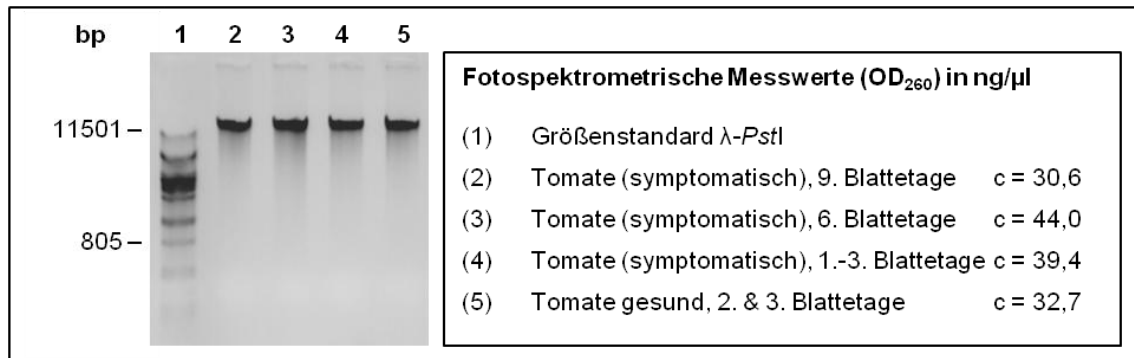 bp 1 2 3 4 5
11501 –
805 –
Fotospektrometrische Messwerte (OD260) in ng/µl
(1) Größenstandard λ-PstI
(2) Tomate (symptomatisch), 9. Blattetage c = 30,6
(3) Tomate (symptomatisch), 6. Blattetage c = 44,0
(4) Tomate (symptomatisch), 1.-3. Blattetage c = 39,4
(5) Tomate gesund, 2. & 3. Blattetage c = 32,7